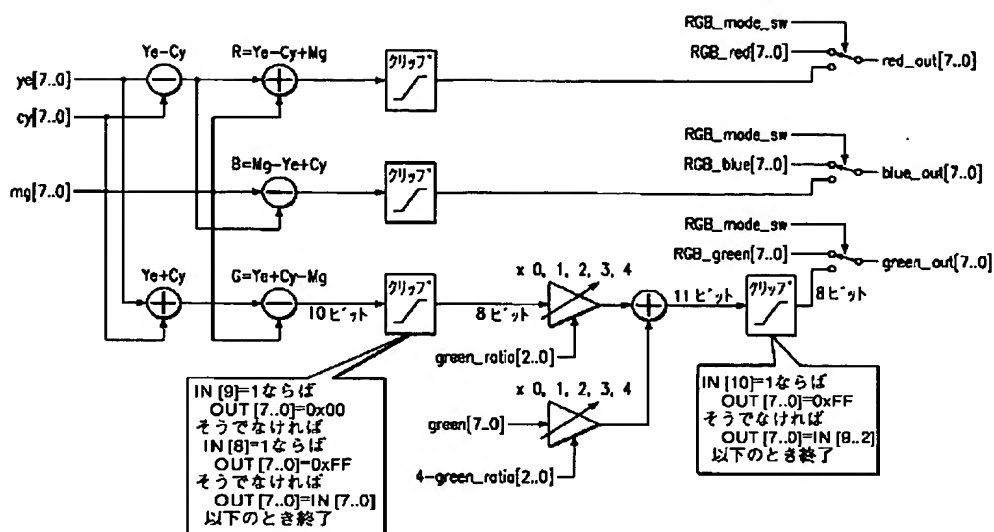 RGB_mode_sw
Ye-Cy
R=Ye-Cy+Mg
クリップ
RGB_red[7..0]
red_out[7..0]
ye[7..0]
cy[7..0]
RGB_mode_sw
B=Mg-Ye+Cy
クリップ
RGB_blue[7..0]
blue_out[7..0]
mg[7..0]
RGB_mode_sw
RGB_green[7..0]
green_out[7..0]
Ye+Cy
G=Ye+Cy-Mg
クリップ
x 0, 1, 2, 3, 4
クリップ
10ビット
8ビット
11ビット
8ビット
green_ratio[2..0]
x 0, 1, 2, 3, 4
green[7..0]
4-green_ratio[2..0]
IN [9]=1ならば
OUT [7..0]=0x00
そうでなければ
IN [8]=1ならば
OUT [7..0]=0xFF
そうでなければ
OUT [7..0]=IN [7..0]
以下のとき終了
IN [10]=1ならば
OUT [7..0]=0xFF
そうでなければ
OUT [7..0]=IN [9..2]
以下のとき終了